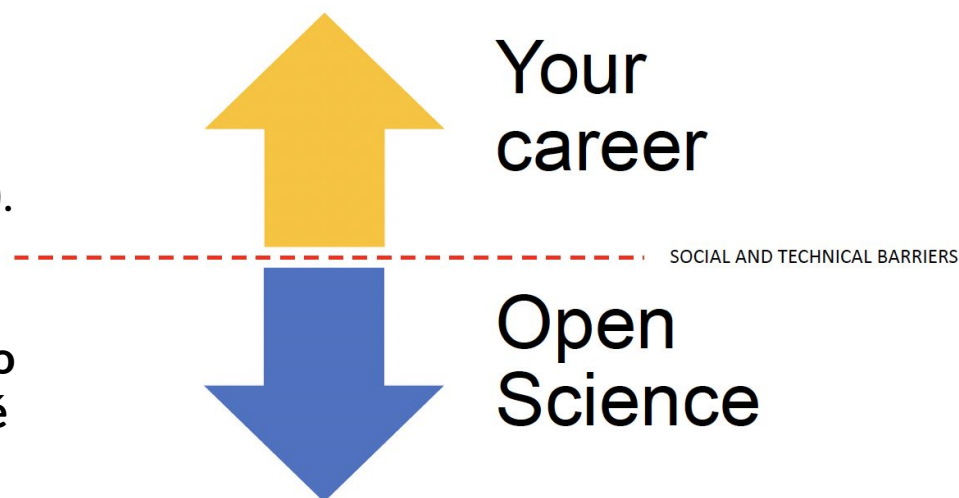 Your
career
).
SOCIAL AND TECHNICAL BARRIERS
Open
Science
o
é